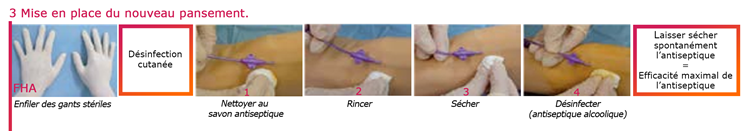 3 Mise en place du nouveau pansement.
FHA
Enfiler des gants stériles
Désinfection
cutanée
1
Nettoyer au
savon antiseptique
2
Rincer
3
Sécher
4
Désinfecter
(antiseptique alcoolique)
Laisser sécher
spontanément
l'antiseptique
=
Efficacité maximal de
l'antiseptique